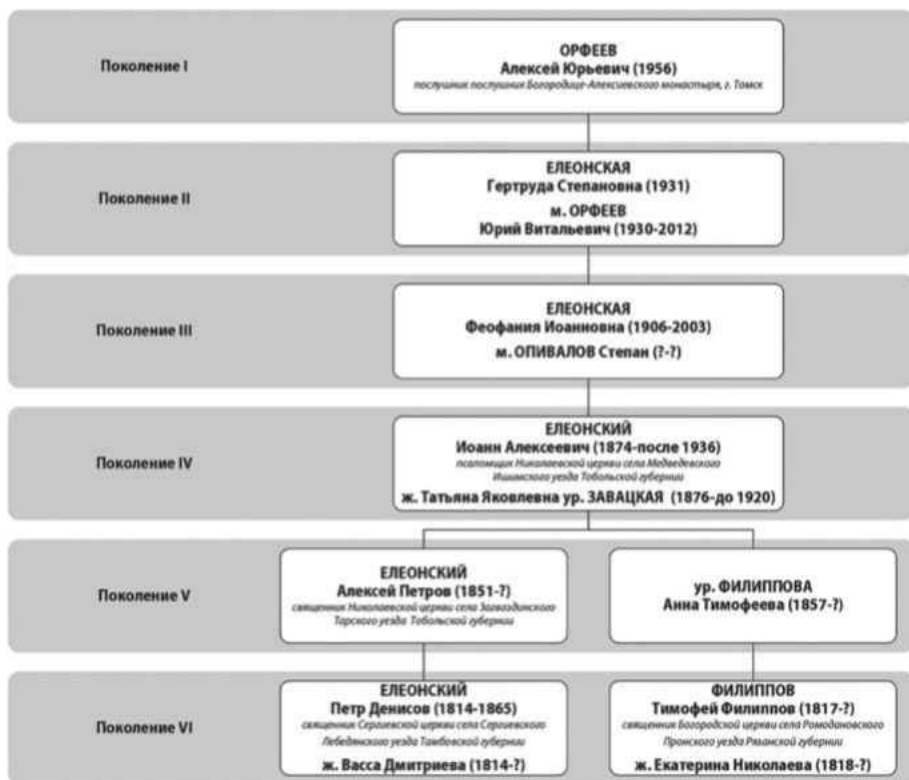 Поколение I
ОРФЕЕВ
Алексей Юрьевич (1956)
послушник послушник Богородице-Алексиевского монастыря, г. Томск
Поколение II
ЕЛЕОНСКАЯ
Гертруда Степановна (1931)
м. ОРФЕЕВ
Юрий Витальевич (1930-2012)
Поколение III
ЕЛЕОНСКАЯ
Феофания Иоанновна (1906-2003)
м. ОПИВАЛОВ Степан (?-?)
Поколение IV
ЕЛЕОНСКИЙ
Иоанн Алексеевич (1874-после 1936)
псаломщик Николаевской церкви села Медведевского
Ишимского уезда Тобольской губернии
ж. Татьяна Яковлевна ур. ЗАВАЦКАЯ (1876-до 1920)
Поколение V
ЕЛЕОНСКИЙ
Алексей Петров (1851-?)
священник Николаевской церкви села Загваздинского
Тарского уезда Тобольской губернии
ур. ФИЛИППОВА
Анна Тимофеева (1857-?)
Поколение VI
ЕЛЕОНСКИЙ
Петр Денисов (1814-1865)
священник Сергиевской церкви села Сергиевского
Лебедянского уезда Тамбовской губернии
ж. Васса Дмитриева (1814-?)
ФИЛИППОВ
Тимофей Филиппов (1817-?)
священник Богородской церкви села Ромодановского
Пронского уезда Рязанской губернии
ж. Екатерина Николаева (1818-?)